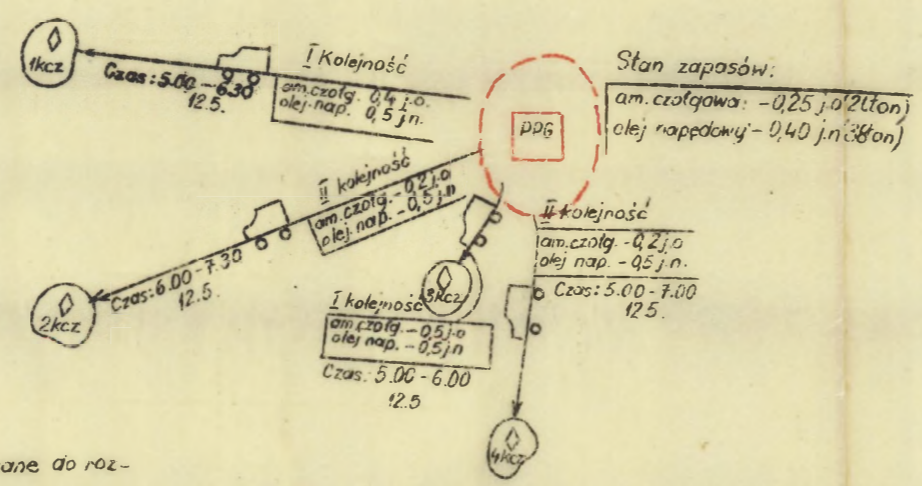 1kcz
Czas: 5.00 - 6.30
12.5.
I Kolejność
am.czołg. 0,4 j.o.
olej nap. 0,5 j.n.
PPG
Stan zapasów:
am. czołgowa: - 0,25 j.o (21ton)
olej napędowy - 0,40 j.n (38ton)
II kolejność
am.czołg. - 0,2 j.o
olej nap. - 0,5 j.n.
Czas: 6.00 - 7.30
12.5.
2kcz
3kcz
I kolejność
am czołg. - 0,5 j.o
olej nap. - 0,5 j.n
Czas: 5.00 - 6.00
12.5
II kolejność
am.czołg. - 0,2 j.o
olej nap. - 0,5 j.n.
Czas: 5.00 - 7.00
12.5.
4kcz
ane do roz-